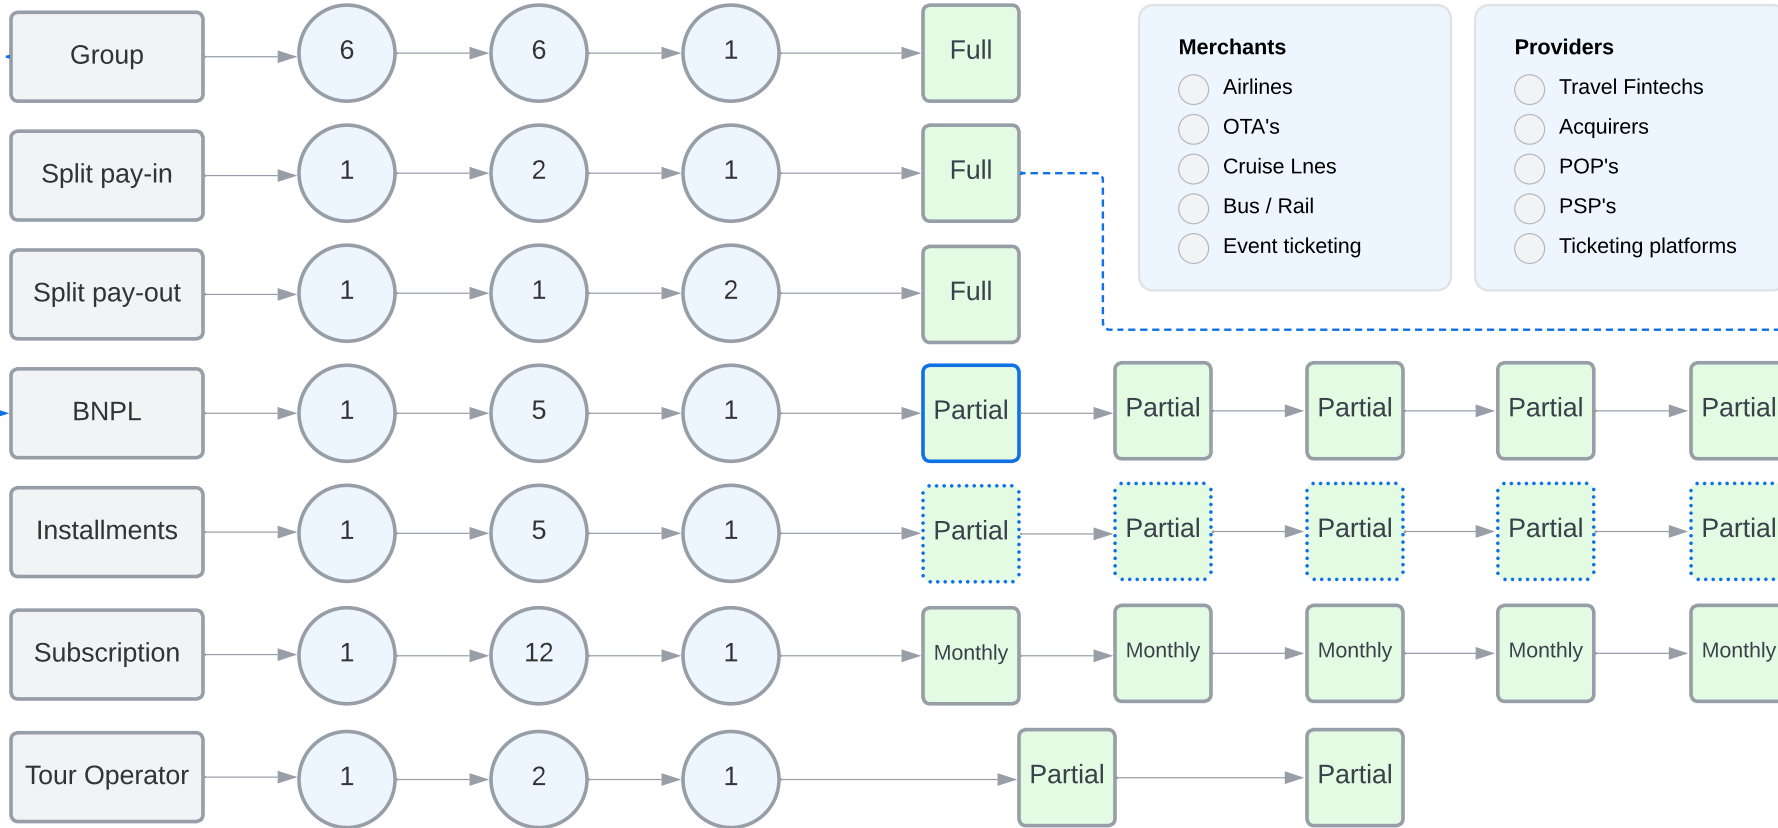 Group
6
6
1
Full
Split pay-in
1
2
1
Full
Split pay-out
1
1
2
Full
Merchants
Airlines
OTA's
Cruise Lnes
Bus / Rail
Event ticketing
Providers
Travel Fintechs
Acquirers
POP's
PSP's
Ticketing platforms
BNPL
1
5
1
Partial
Partial
Partial
Partial
Partial
Installments
1
5
1
Partial
Partial
Partial
Partial
Partial
Subscription
1
12
1
Monthly
Monthly
Monthly
Monthly
Monthly
Tour Operator
1
2
1
Partial
Partial